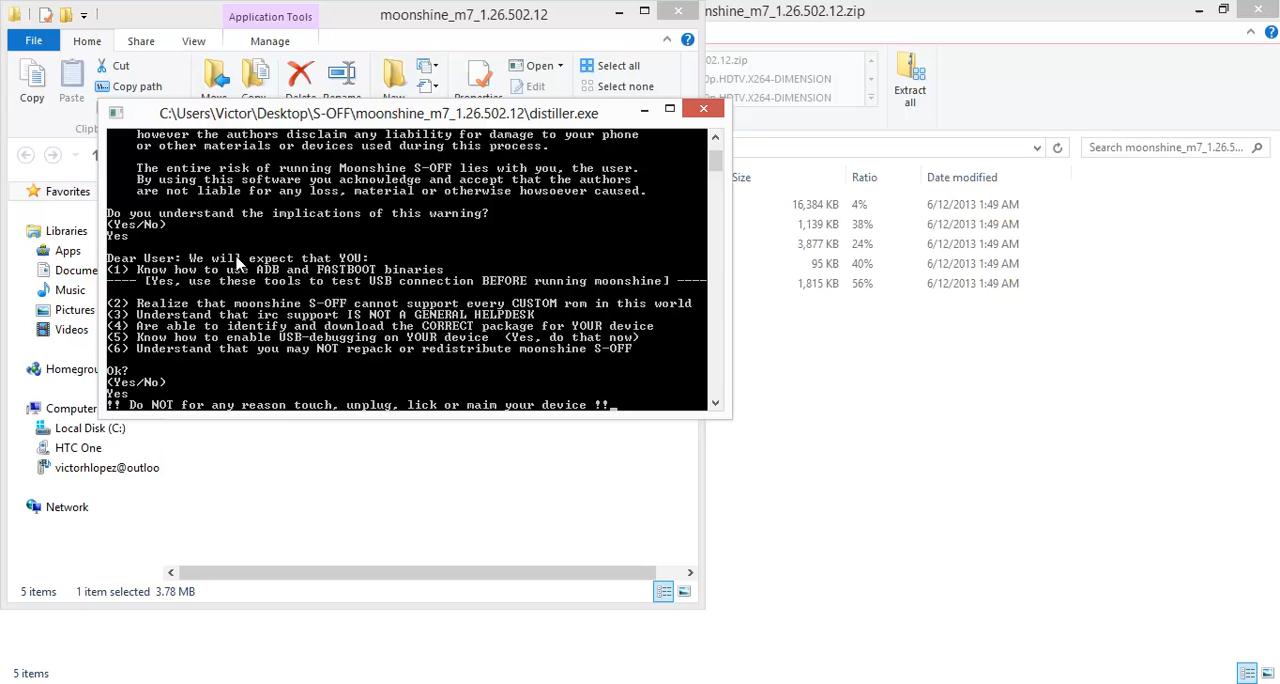 Application Tools
moonshine_m7_1.26.502.12
nshine_m7_1.26.502.12.zip
File
Home
Share
View
Manage
Copy
Paste
Cut
Copy path
Open
Edit
Select all
Select none
02.12.zip
0p.HDTV.X264-DIMENSION
0p.HDTV.X264-DIMENSION
Extract
all
C:\Users\Victor\Desktop\S-OFF\moonshine_m7_1.26.502.12\distiller.exe
however the authors disclaim any liability for damage to your phone
or other materials or devices used during this process.
The entire risk of running Moonshine S-OFF lies with you, the user.
By using this software you acknowledge and accept that the authors
are not liable for any loss, material or otherwise howsoever caused.
Do you understand the implications of this warning?
(Yes/No)
Yes
Dear User: We will expect that YOU:
(1) Know how to use ADB and FASTBOOT binaries
---- [Yes, use these tools to test USB connection BEFORE running moonshine] ----
(2) Realize that moonshine S-OFF cannot support every CUSTOM rom in this world
(3) Understand that irc support IS NOT A GENERAL HELPDESK
(4) Are able to identify and download the CORRECT package for YOUR device
(5) Know how to enable USB-debugging on YOUR device (Yes, do that now)
(6) Understand that you may NOT repack or redistribute moonshine S-OFF
Ok?
(Yes/No)
Yes
!! Do NOT for any reason touch, unplug, lick or maim your device !!_
Favorites
Libraries
Apps
Docume
Music
Pictures
Videos
Homegrou
Computer
Local Disk (C:)
HTC One
victorhlopez@outloo
Network
5 items
1 item selected 3.78 MB
Search moonshine_m7_1.26.5...
Size
Ratio
Date modified
16,384 KB
4%
6/12/2013 1:49 AM
1,139 KB
38%
6/12/2013 1:49 AM
3,877 KB
24%
6/12/2013 1:49 AM
95 KB
40%
6/12/2013 1:49 AM
1,815 KB
56%
6/12/2013 1:49 AM
5 items